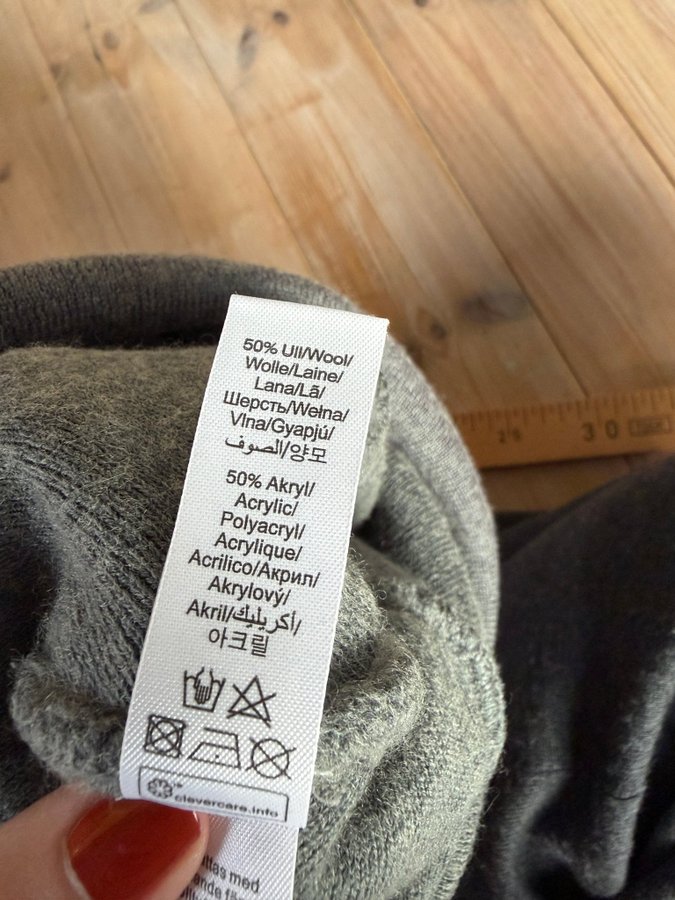 50% Ull/Wool/
Wolle/Laine/
Lana/Lã/
Шерсть/Wełna/
Vlna/Gyapjú/
الصوف/양모
50% Akryl/
Acrylic/
Polyacryl/
Acrylique/
Acrilico/Акрил/
Akrylový/
Akril/أكريليك/
아크릴
clevercare.info
med
30